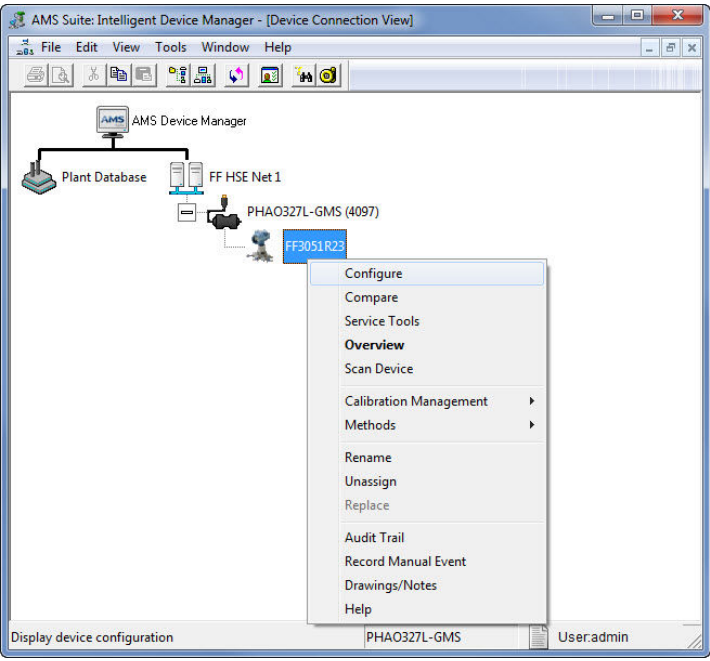 AMS Suite: Intelligent Device Manager - [Device Connection View]
File Edit View Tools Window Help
AMS AMS Device Manager
Plant Database FF HSE Net 1
PHAO327L-GMS (4097)
FF3051R23
Configure
Compare
Service Tools
Overview
Scan Device
Calibration Management
Methods
Rename
Unassign
Replace
Audit Trail
Record Manual Event
Drawings/Notes
Help
Display device configuration PHAO327L-GMS User:admin